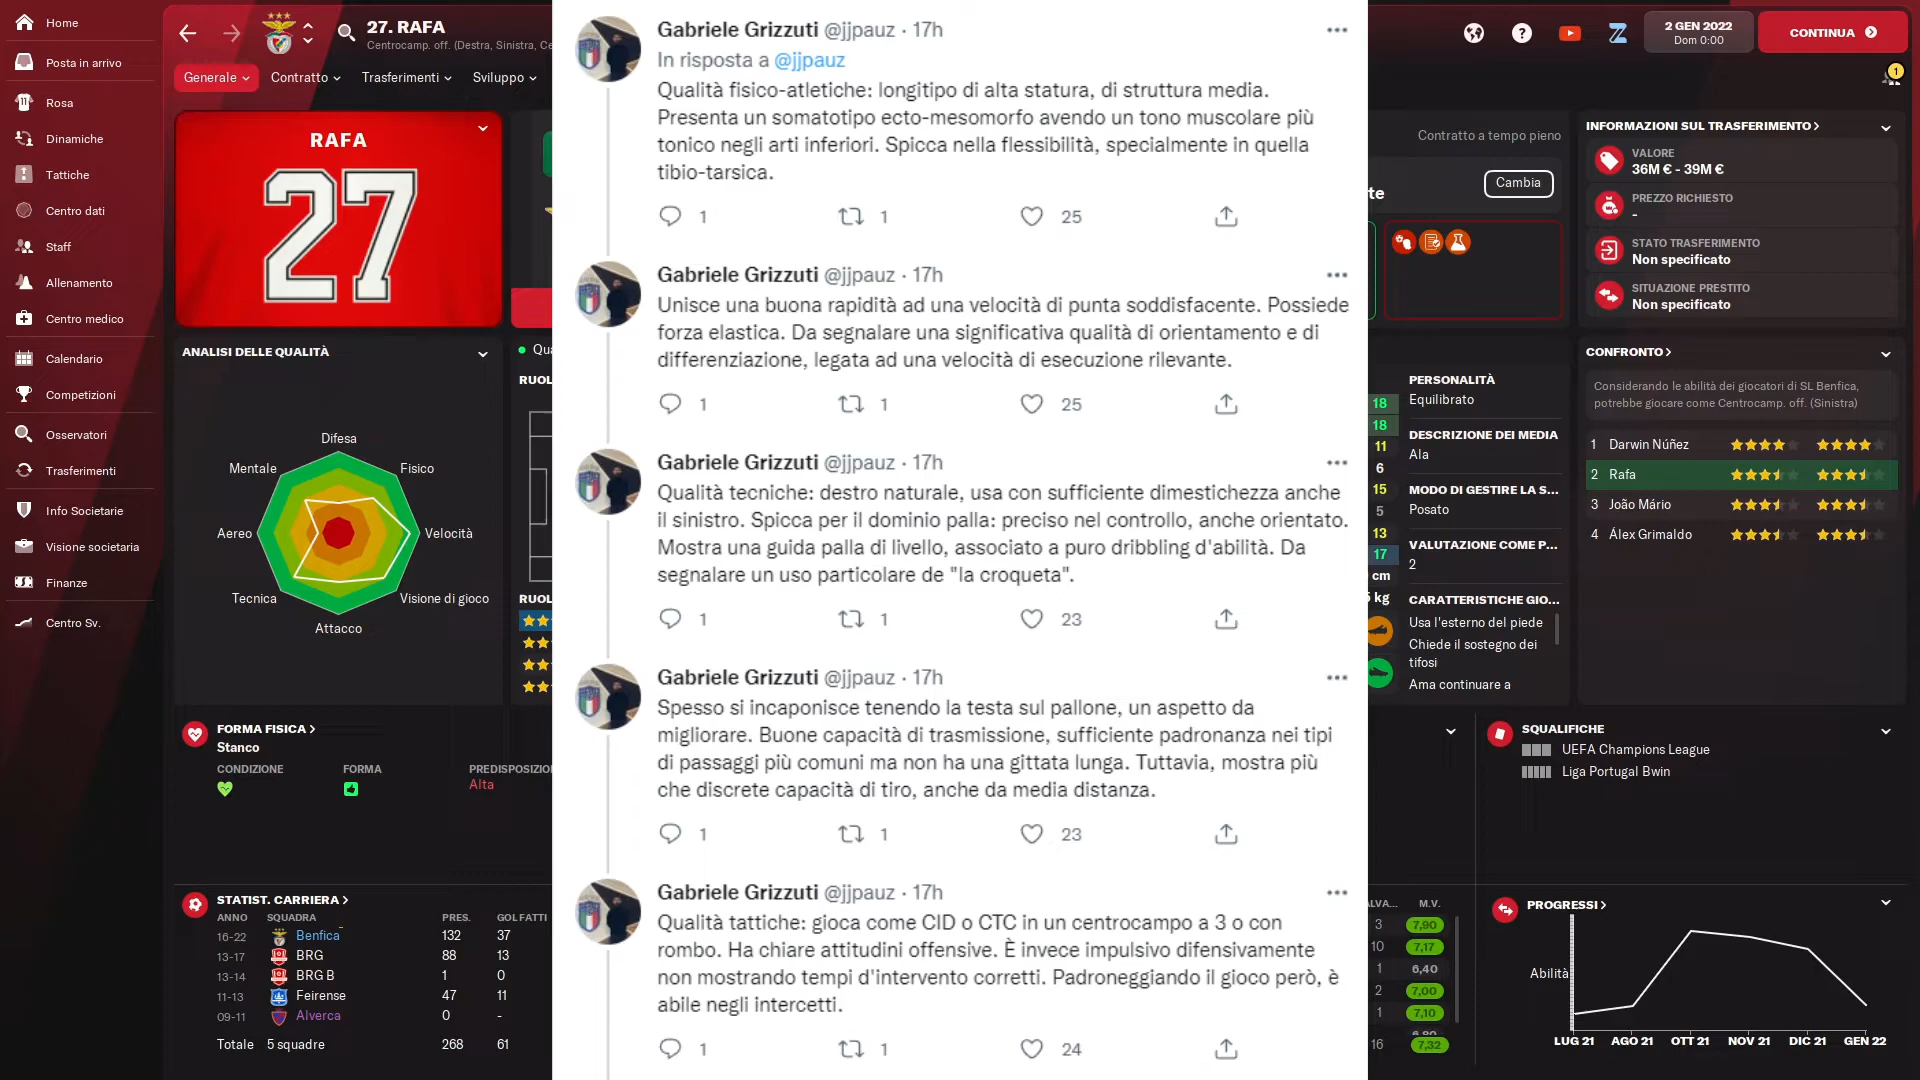 Home
Posta in arrivo
Rosa
Dinamiche
Tattiche
Centro dati
Staff
Allenamento
Centro medico
Calendario
Competizioni
Osservatori
Trasferimenti
Info Societarie
Visione societaria
Finanze
Centro Sv.
27. RAFA
Centrocamp. off. (Destra, Sinistra, Ce
Generale
Contratto
Trasferimenti
Sviluppo
RAFA
27
ANALISI DELLE QUALITÀ
Difesa
Mentale
Fisico
Aereo
Velocità
Tecnica
Visione di gioco
Attacco
RUOL
RUOL
FORMA FISICA
Stanco
CONDIZIONE
FORMA
PREDISPOSIZIO
Alta
STATIST. CARRIERA
ANNO SQUADRA PRES. GOL FATTI
16-22 Benfica 132 37
13-17 BRG 88 13
13-14 BRG B 1 0
11-13 Feirense 47 11
09-11 Alverca 0 -
Totale 5 squadre 268 61
Gabriele Grizzuti @jjpauz · 17h
In risposta a @jjpauz
Qualità fisico-atletiche: longitipo di alta statura, di struttura media.
Presenta un somatotipo ecto-mesomorfo avendo un tono muscolare più
tonico negli arti inferiori. Spicca nella flessibilità, specialmente in quella
tibio-tarsica.
1 1 25
Gabriele Grizzuti @jjpauz · 17h
Unisce una buona rapidità ad una velocità di punta soddisfacente. Possiede
forza elastica. Da segnalare una significativa qualità di orientamento e di
differenziazione, legata ad una velocità di esecuzione rilevante.
1 1 25
Gabriele Grizzuti @jjpauz · 17h
Qualità tecniche: destro naturale, usa con sufficiente dimestichezza anche
il sinistro. Spicca per il dominio palla: preciso nel controllo, anche orientato.
Mostra una guida palla di livello, associato a puro dribbling d'abilità. Da
segnalare un uso particolare de "la croqueta".
1 1 23
Gabriele Grizzuti @jjpauz · 17h
Spesso si incaponisce tenendo la testa sul pallone, un aspetto da
migliorare. Buone capacità di trasmissione, sufficiente padronanza nei tipi
di passaggi più comuni ma non ha una gittata lunga. Tuttavia, mostra più
che discrete capacità di tiro, anche da media distanza.
1 1 23
Gabriele Grizzuti @jjpauz · 17h
Qualità tattiche: gioca come CID o CTC in un centrocampo a 3 o con
rombo. Ha chiare attitudini offensive. È invece impulsivo difensivamente
non mostrando tempi d'intervento corretti. Padroneggiando il gioco però, è
abile negli intercetti.
1 1 24
2 GEN 2022
Dom 0:00
CONTINUA
1
Contratto a tempo pieno
te
Cambia
18
18
11
6
15
5
13
17
cm
kg
PERSONALITÀ
Equilibrato
DESCRIZIONE DEI MEDIA
Ala
MODO DI GESTIRE LA S...
Posato
VALUTAZIONE COME P...
2
CARATTERISTICHE GIO...
Usa l'esterno del piede
Chiede il sostegno dei
tifosi
Ama continuare a
INFORMAZIONI SUL TRASFERIMENTO
VALORE
36M € - 39M €
PREZZO RICHIESTO
-
STATO TRASFERIMENTO
Non specificato
SITUAZIONE PRESTITO
Non specificato
CONFRONTO
Considerando le abilità dei giocatori di SL Benfica,
potrebbe giocare come Centrocamp. off. (Sinistra)
1 Darwin Núñez
2 Rafa
3 João Mário
4 Álex Grimaldo
SQUALIFICHE
UEFA Champions League
Liga Portugal Bwin
M.V.
3 7,90
10 7,17
1 6,40
2 7,00
1 7,10
16 7,32
PROGRESSI
Abilità
LUG 21 AGO 21 OTT 21 NOV 21 DIC 21 GEN 22